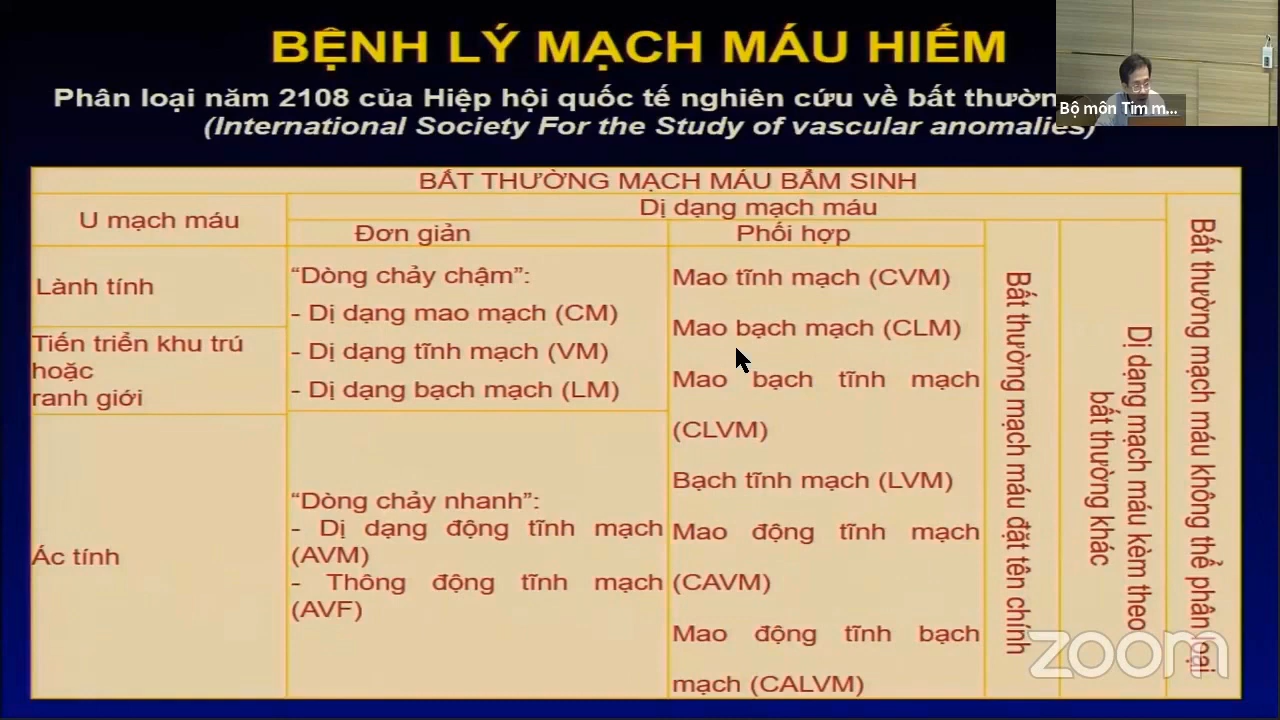 BỆNH LÝ MẠCH MÁU HIẾM
Phân loại năm 2108 của Hiệp hội quốc tế nghiên cứu về bất
(International Society For the Study of vascular anomalies)
Bộ môn Tim m...
BẤT THƯỜNG MẠCH MÁU BẨM SINH
U mạch máu
Dị dạng mạch máu
Đơn giản
Phối hợp
Lành tính
Tiến triển khu trú
hoặc
ranh giới
Ác tính
“Dòng chảy chậm”:
- Dị dạng mao mạch (CM)
- Dị dạng tĩnh mạch (VM)
- Dị dạng bạch mạch (LM)
“Dòng chảy nhanh”:
- Dị dạng động tĩnh mạch
(AVM)
- Thông động tĩnh mạch
(AVF)
Mao tĩnh mạch (CVM)
Mao bạch mạch (CLM)
Mao bạch tĩnh mạch
(CLVM)
Bạch tĩnh mạch (LVM)
Mao động tĩnh mạch
(CAVM)
Mao động tĩnh bạch
mạch (CALVM)
Bất thường mạch máu đặt tên chính
Dị dạng mạch máu kèm theo
bất thường khác
Bất thường mạch máu không thể phân loại
zoom